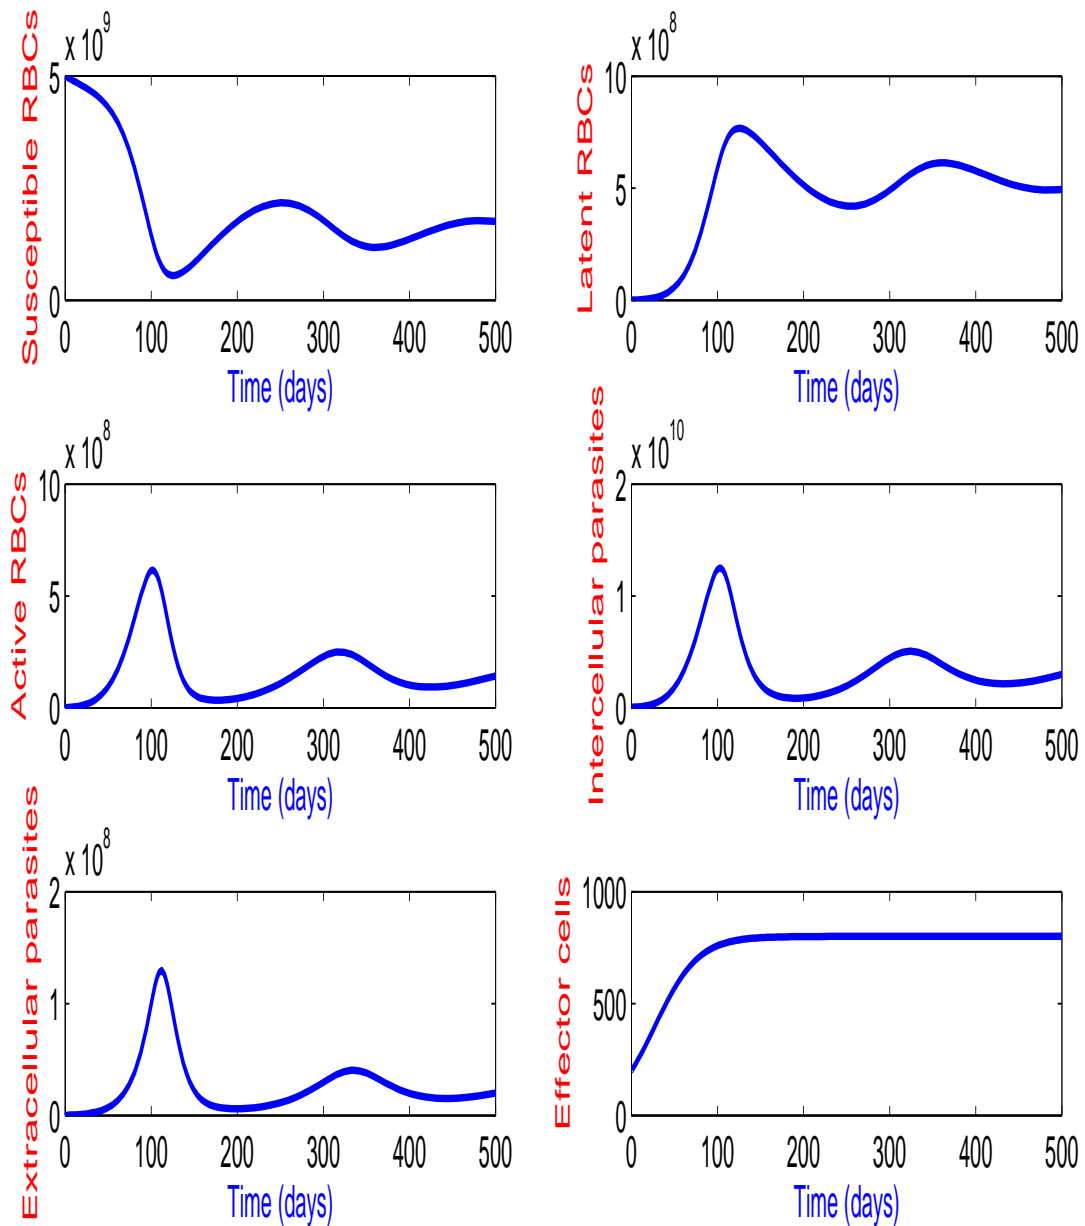 Susceptible RBCs
x 10^9
5
0
0 100 200 300 400 500
Time (days)
Latent RBCs
x 10^8
10
5
0
0 100 200 300 400 500
Time (days)
Active RBCs
x 10^8
10
5
0
0 100 200 300 400 500
Time (days)
Intercellular parasites
x 10^10
2
1
0
0 100 200 300 400 500
Time (days)
Extracellular parasites
x 10^8
2
1
0
0 100 200 300 400 500
Time (days)
Effector cells
1000
500
0
0 100 200 300 400 500
Time (days)